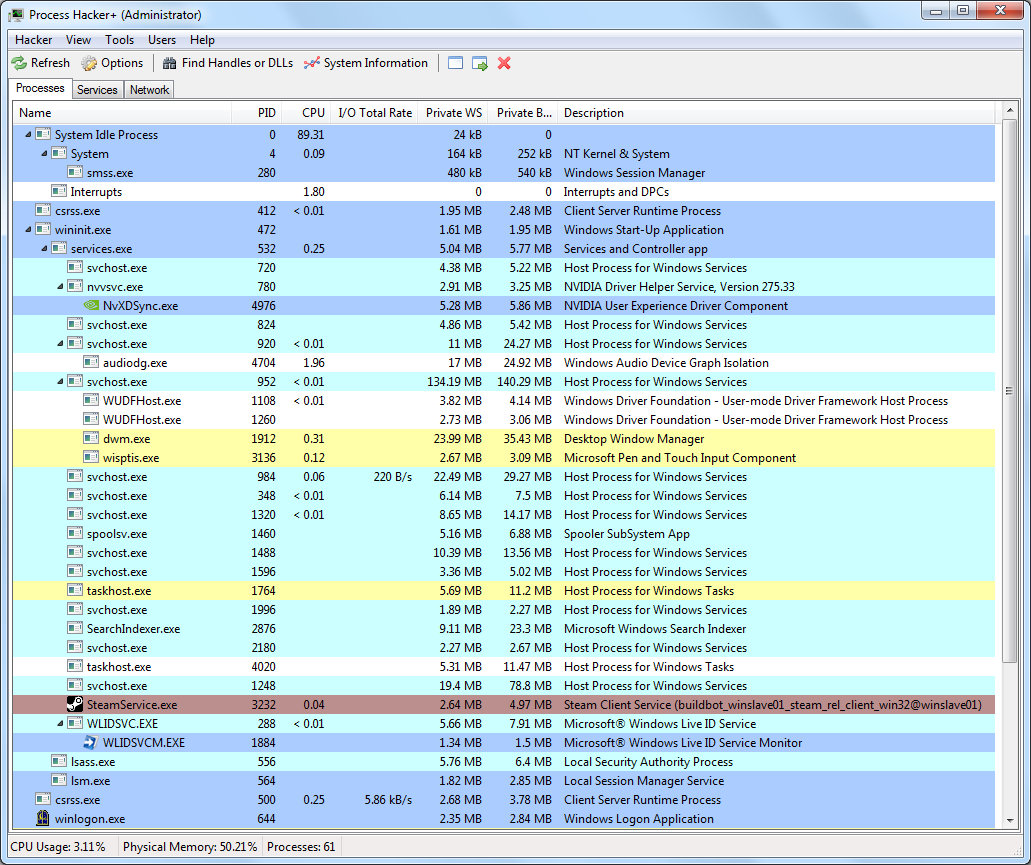 Process Hacker+ (Administrator)
Hacker View Tools Users Help
Refresh Options Find Handles or DLLs System Information
Processes Services Network
Name PID CPU I/O Total Rate Private WS Private B... Description
System Idle Process 0 89.31 24 kB 0
System 4 0.09 164 kB 252 kB NT Kernel & System
smss.exe 280 480 kB 540 kB Windows Session Manager
Interrupts 1.80 0 0 Interrupts and DPCs
csrss.exe 412 < 0.01 1.95 MB 2.48 MB Client Server Runtime Process
wininit.exe 472 1.61 MB 1.95 MB Windows Start-Up Application
services.exe 532 0.25 5.04 MB 5.77 MB Services and Controller app
svchost.exe 720 4.38 MB 5.22 MB Host Process for Windows Services
nvvsvc.exe 780 2.91 MB 3.25 MB NVIDIA Driver Helper Service, Version 275.33
NvXDSync.exe 4976 5.28 MB 5.86 MB NVIDIA User Experience Driver Component
svchost.exe 824 4.86 MB 5.42 MB Host Process for Windows Services
svchost.exe 920 < 0.01 11 MB 24.27 MB Host Process for Windows Services
audiodg.exe 4704 1.96 17 MB 24.92 MB Windows Audio Device Graph Isolation
svchost.exe 952 < 0.01 134.19 MB 140.29 MB Host Process for Windows Services
WUDFHost.exe 1108 < 0.01 3.82 MB 4.14 MB Windows Driver Foundation - User-mode Driver Framework Host Process
WUDFHost.exe 1260 2.73 MB 3.06 MB Windows Driver Foundation - User-mode Driver Framework Host Process
dwm.exe 1912 0.31 23.99 MB 35.43 MB Desktop Window Manager
wisptis.exe 3136 0.12 2.67 MB 3.09 MB Microsoft Pen and Touch Input Component
svchost.exe 984 0.06 220 B/s 22.49 MB 29.27 MB Host Process for Windows Services
svchost.exe 348 < 0.01 6.14 MB 7.5 MB Host Process for Windows Services
svchost.exe 1320 < 0.01 8.65 MB 14.17 MB Host Process for Windows Services
spoolsv.exe 1460 5.16 MB 6.88 MB Spooler SubSystem App
svchost.exe 1488 10.39 MB 13.56 MB Host Process for Windows Services
svchost.exe 1596 3.36 MB 5.02 MB Host Process for Windows Services
taskhost.exe 1764 5.69 MB 11.2 MB Host Process for Windows Tasks
svchost.exe 1996 1.89 MB 2.27 MB Host Process for Windows Services
SearchIndexer.exe 2876 9.11 MB 23.3 MB Microsoft Windows Search Indexer
svchost.exe 2180 2.27 MB 2.67 MB Host Process for Windows Services
taskhost.exe 4020 5.31 MB 11.47 MB Host Process for Windows Tasks
svchost.exe 1248 19.4 MB 78.8 MB Host Process for Windows Services
SteamService.exe 3232 0.04 2.64 MB 4.97 MB Steam Client Service (buildbot_winslave01_steam_rel_client_win32@winslave01)
WLIDSVC.EXE 288 < 0.01 5.66 MB 7.91 MB Microsoft® Windows Live ID Service
WLIDSVCM.EXE 1884 1.34 MB 1.5 MB Microsoft® Windows Live ID Service Monitor
lsass.exe 556 5.76 MB 6.4 MB Local Security Authority Process
lsm.exe 564 1.82 MB 2.85 MB Local Session Manager Service
csrss.exe 500 0.25 5.86 kB/s 2.68 MB 3.78 MB Client Server Runtime Process
winlogon.exe 644 2.35 MB 2.84 MB Windows Logon Application
CPU Usage: 3.11% Physical Memory: 50.21% Processes: 61